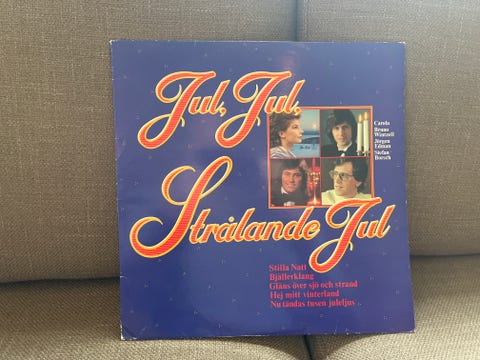 Jul, Jul,
Strålande Jul
Carola
Bruno
Wintzell
Jörgen
Edman
Stefan
Borsch
Stilla Natt
Bjällerklang
Gläns över sjö och strand
Hej mitt vinterland
Nu tändas tusen juleljus